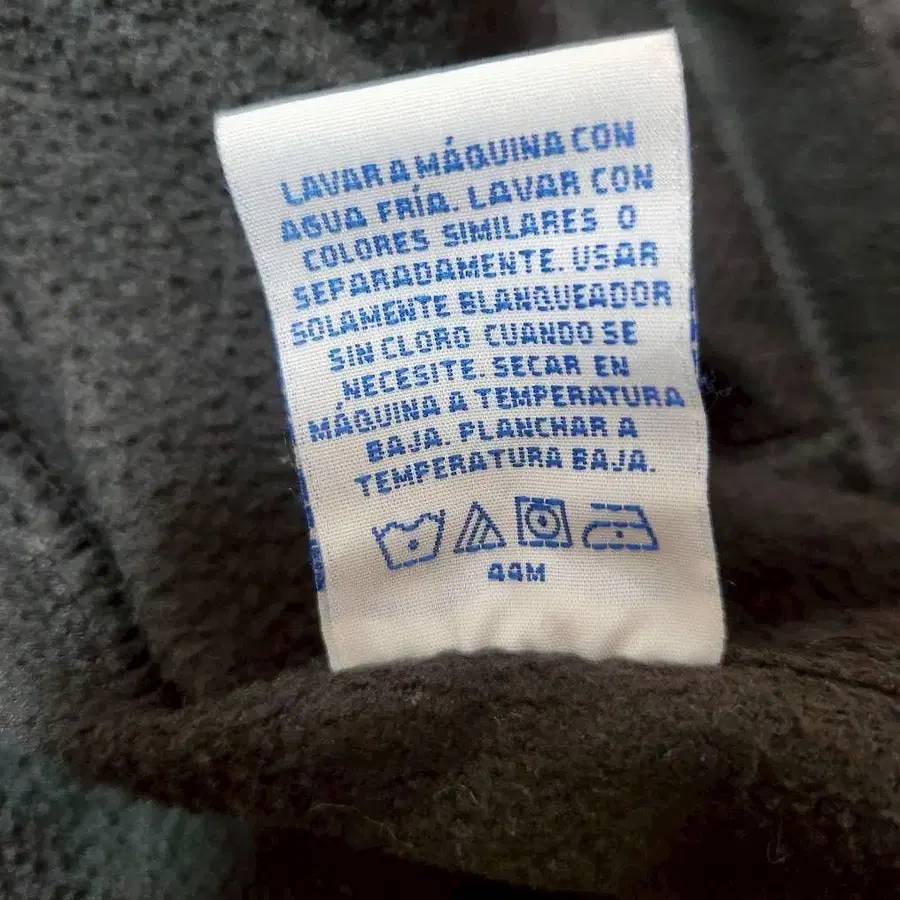 LAVAR A MÁQUINA CON
AGUA FRÍA. LAVAR CON
COLORES SIMILARES O
SEPARADAMENTE. USAR
SOLAMENTE BLANQUEADOR
SIN CLORO CUANDO SE
NECESITE. SECAR EN
MÁQUINA A TEMPERATURA
BAJA. PLANCHAR A
TEMPERATURA BAJA.
44M